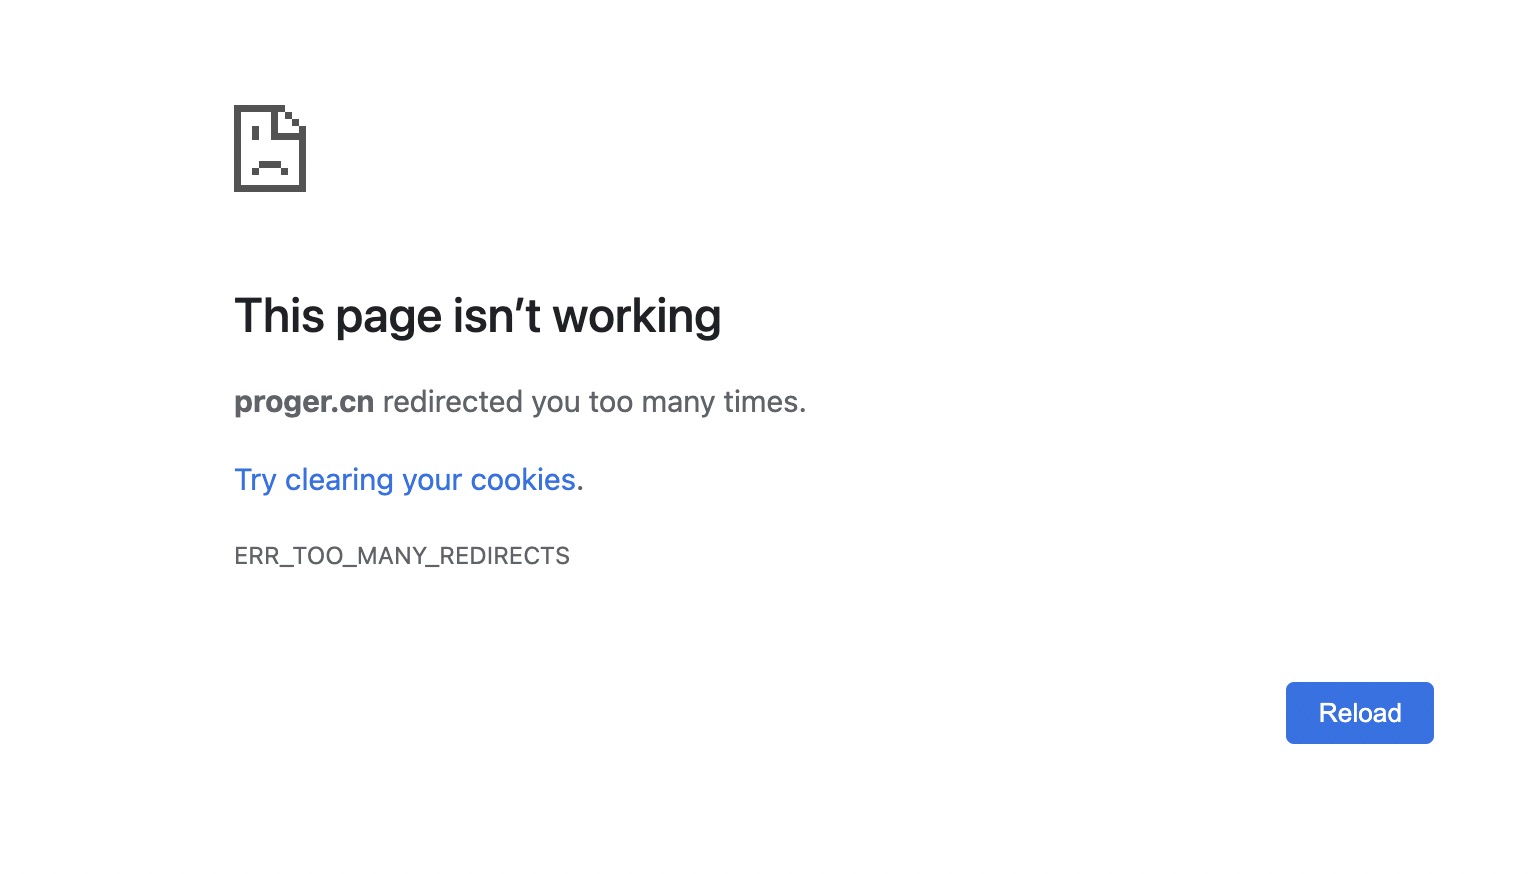 This page isn’t working
proger.cn redirected you too many times.
Try clearing your cookies.
ERR_TOO_MANY_REDIRECTS
Reload